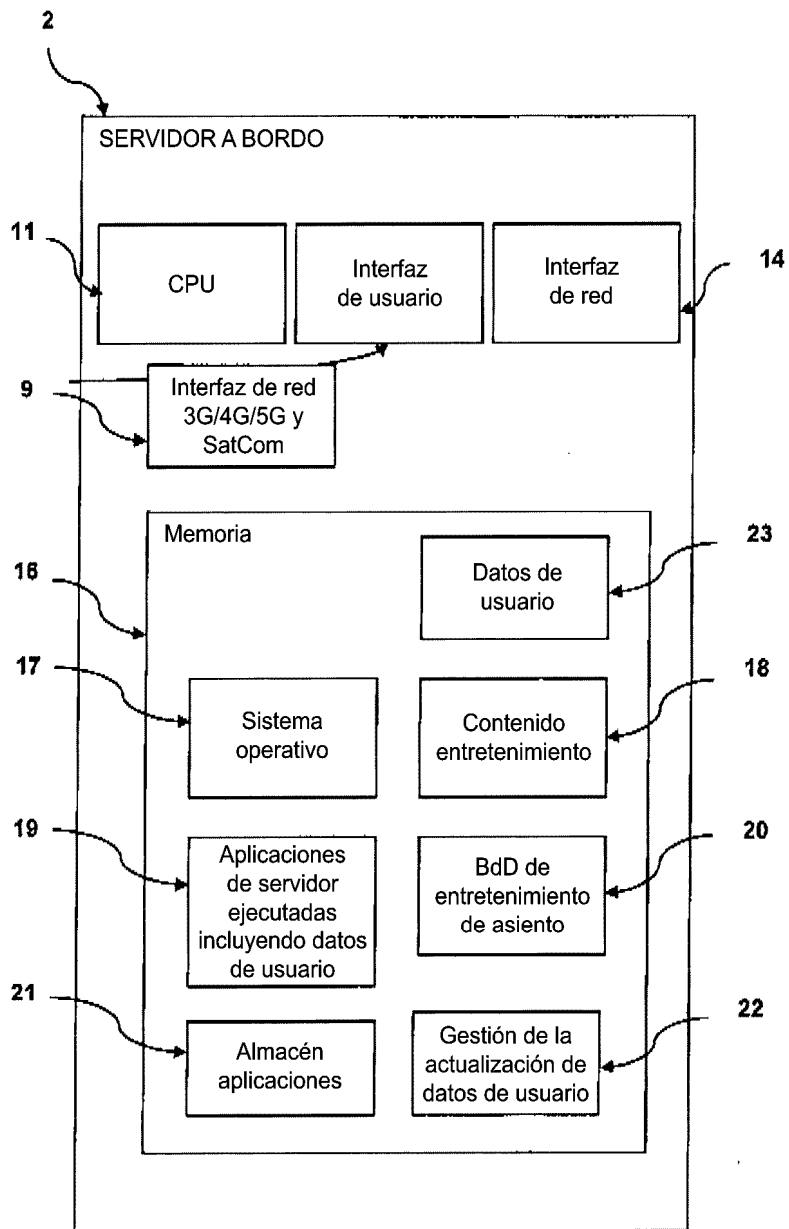 2
SERVIDOR A BORDO
11
CPU
Interfaz
de usuario
Interfaz
de red
14
9
Interfaz de red
3G/4G/5G y
SatCom
Memoria
16
Datos de
usuario
23
17
Sistema
operativo
Contenido
entretenimiento
18
19
Aplicaciones
de servidor
ejecutadas
incluyendo datos
de usuario
BdD de
entretenimiento
de asiento
20
21
Almacén
aplicaciones
Gestión de la
actualización de
datos de usuario
22